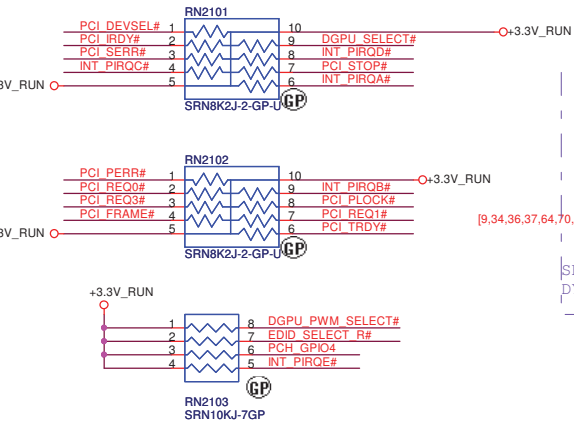 RN2101
PCI_DEVSEL# 1 10 +3.3V_RUN
PCI_IRDY# 2 9 DGPU_SELECT#
PCI_SERR# 3 8 INT_PIRQD#
INT_PIRQC# 4 7 PCI_STOP#
3V_RUN 5 6 INT_PIRQA#
SRN8K2J-2-GP-U GP
RN2102
PCI_PERR# 1 10 +3.3V_RUN
PCI_REQ0# 2 9 INT_PIRQB#
PCI_REQ3# 3 8 PCI_PLOCK#
PCI_FRAME# 4 7 PCI_REQ1#
3V_RUN 5 6 PCI_TRDY#
[9,34,36,37,64,70,
SRN8K2J-2-GP-U GP
+3.3V_RUN
1 8 DGPU_PWM_SELECT#
2 7 EDID_SELECT_R#
3 6 PCH_GPIO4
4 5 INT_PIRQE#
GP
RN2103
SRN10KJ-7GP